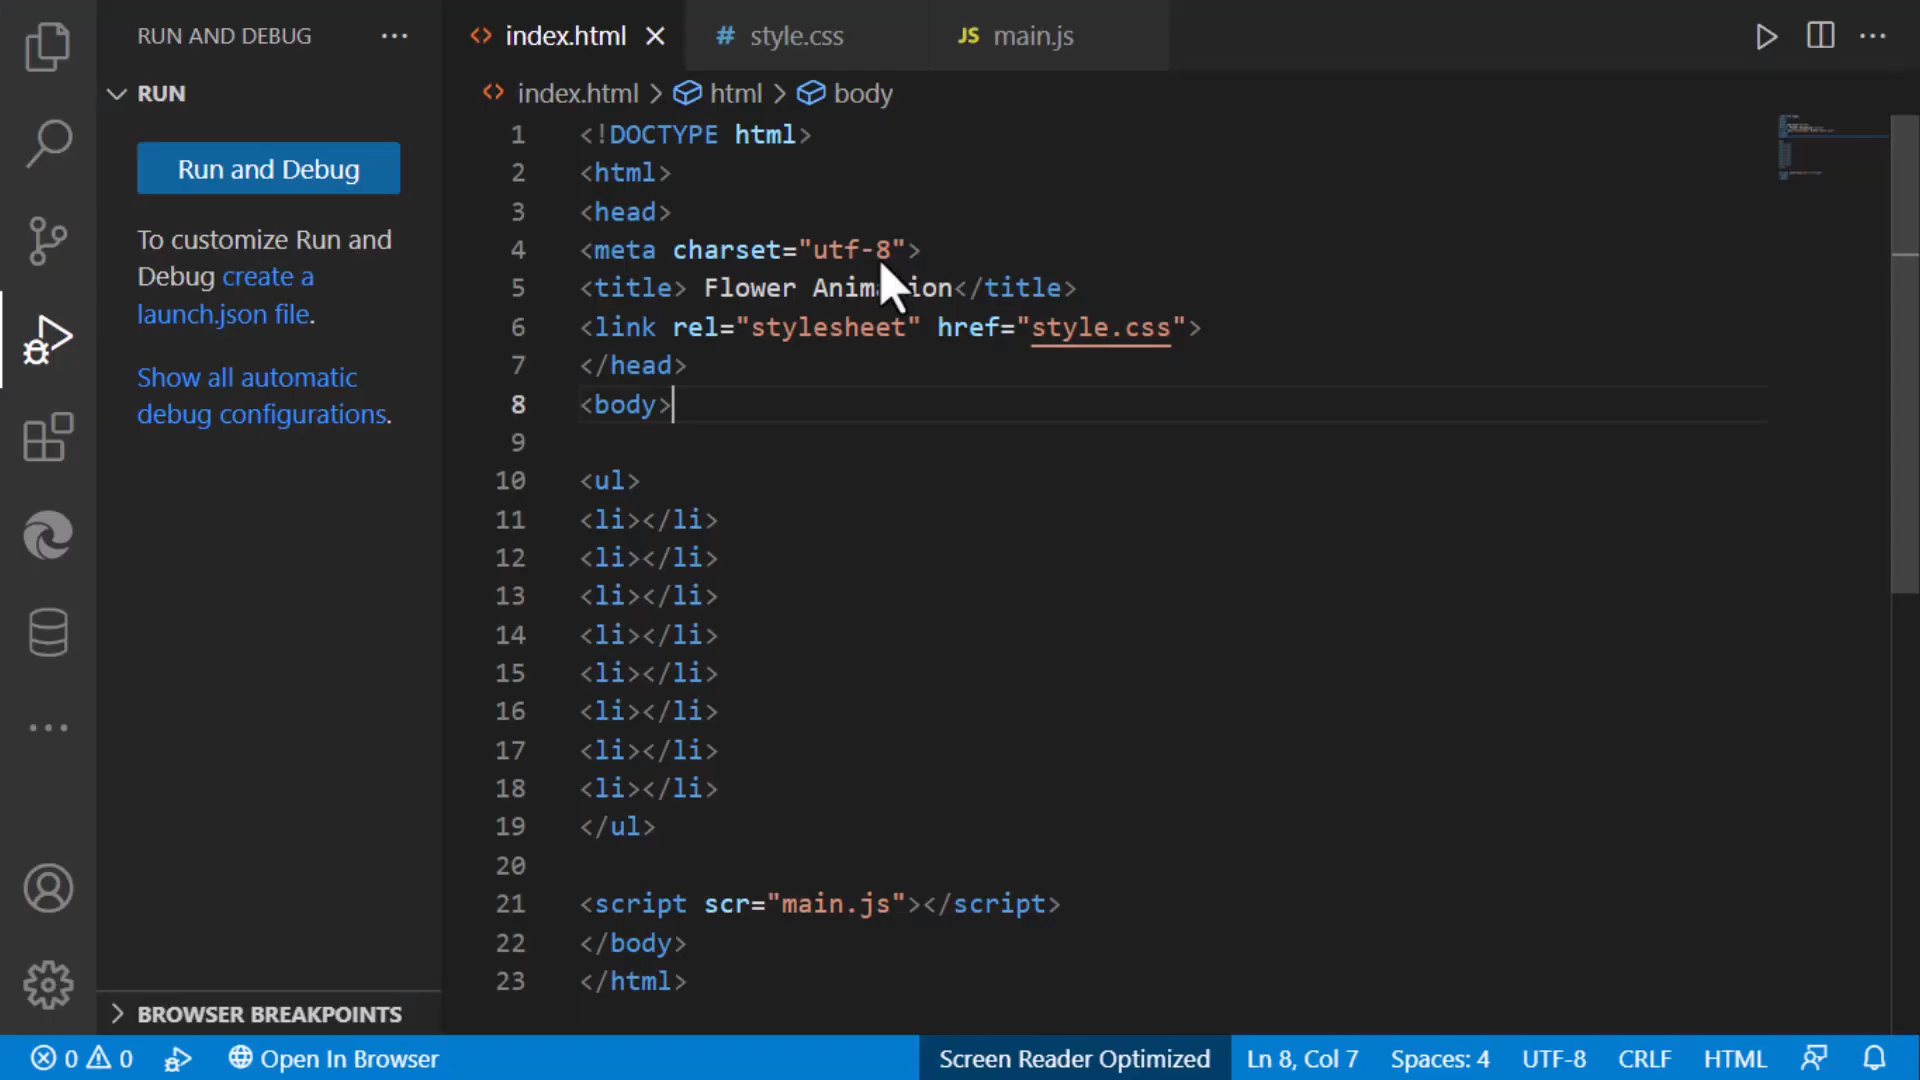 RUN AND DEBUG
RUN
Run and Debug
To customize Run and
Debug create a
launch.json file.
Show all automatic
debug configurations.
BROWSER BREAKPOINTS
index.html
# style.css
JS main.js
index.html > html > body
1 <!DOCTYPE html>
2 <html>
3 <head>
4 <meta charset="utf-8">
5 <title> Flower Animation</title>
6 <link rel="stylesheet" href="style.css">
7 </head>
8 <body>
9
10 <ul>
11 <li></li>
12 <li></li>
13 <li></li>
14 <li></li>
15 <li></li>
16 <li></li>
17 <li></li>
18 <li></li>
19 </ul>
20
21 <script scr="main.js"></script>
22 </body>
23 </html>
0 0 Open In Browser Screen Reader Optimized Ln 8, Col 7 Spaces: 4 UTF-8 CRLF HTML